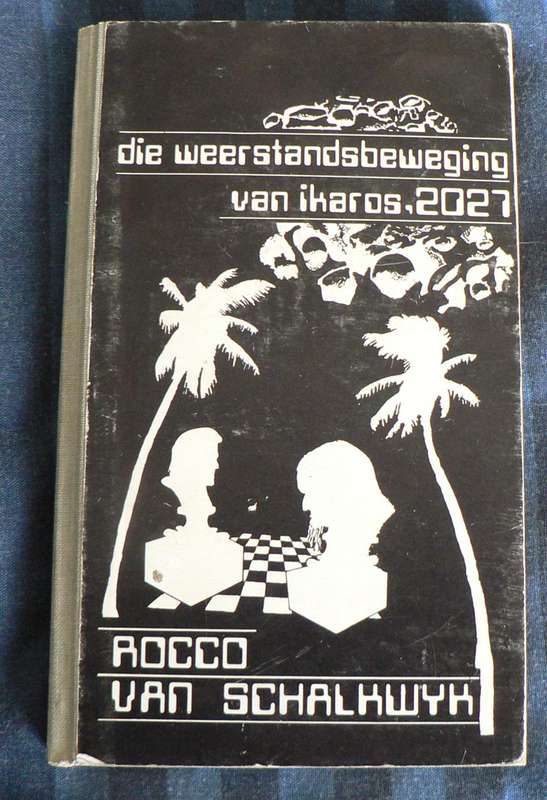 die weerstandsbeweging
van ikaros,2027
ROCCO
VAN SCHALKWYK